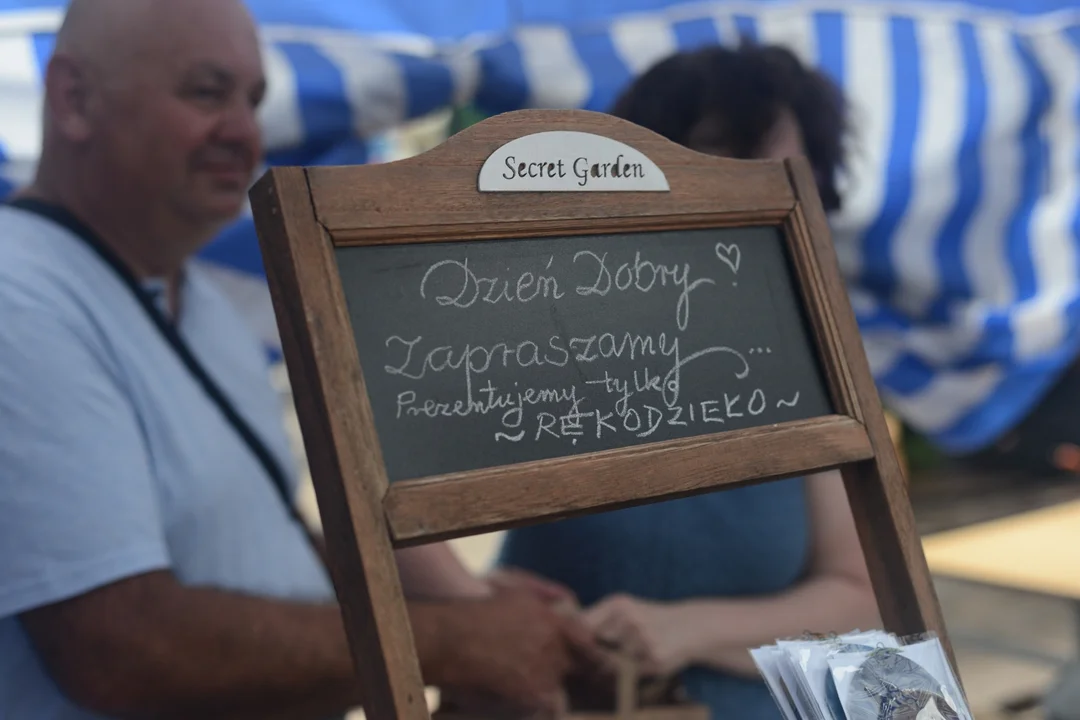 Secret Garden
Dzień Dobry
Zapraszamy...
Prezentujemy tylko
~ RĘKODZIEŁO ~